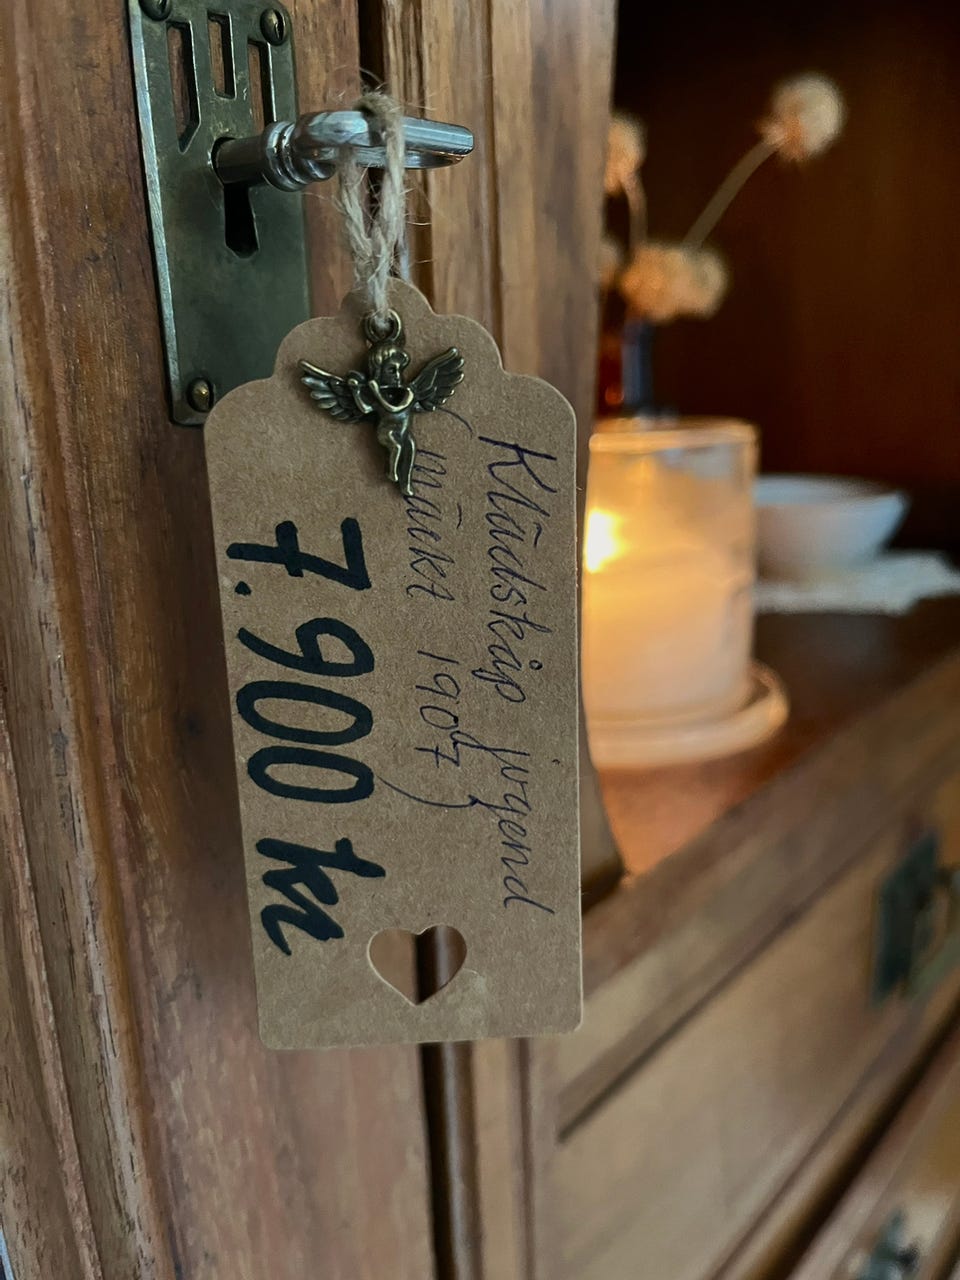 Klädskåp jugend
(märkt 1907)
7.900 kr